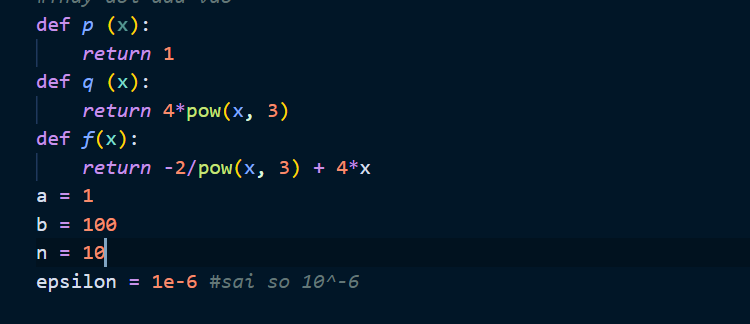 def p (x):
return 1
def q (x):
return 4*pow(x, 3)
def f(x):
return -2/pow(x, 3) + 4*x
a = 1
b = 100
n = 10
epsilon = 1e-6 #sai so 10^-6